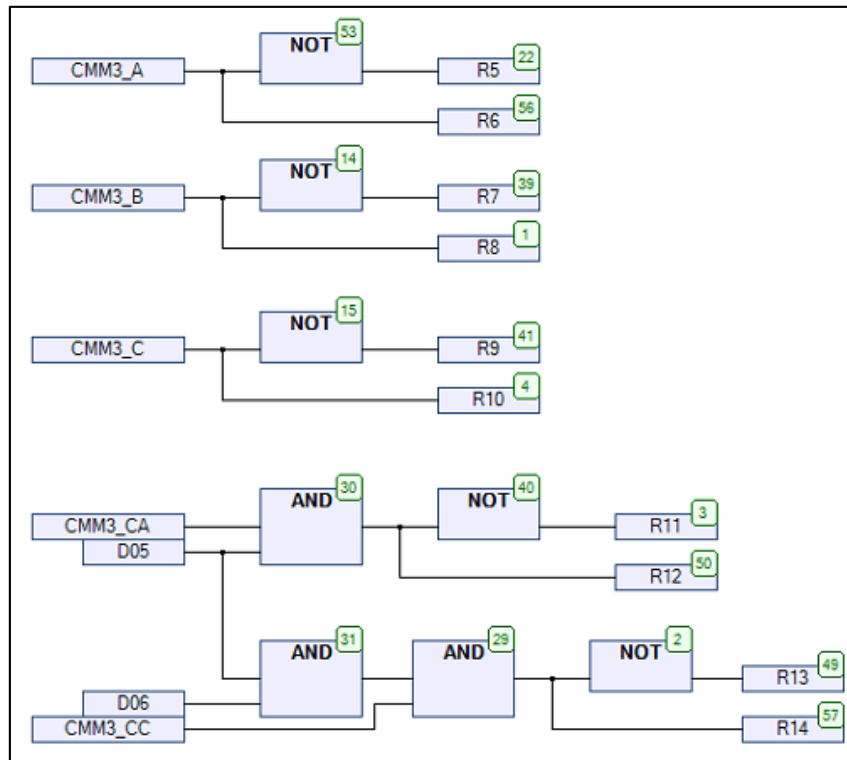 NOT 53
CMM3_A R5 22
R6 56
NOT 14
CMM3_B R7 39
R8 1
NOT 15
CMM3_C R9 41
R10 4
AND 30 NOT 40
CMM3_CA R11 3
D05
R12 50
AND 31 AND 29 NOT 2
R13 49
D06
CMM3_CC R14 57